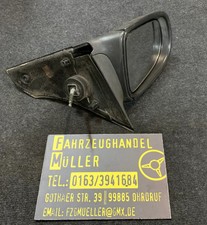 FAHRZEUGHANDEL
MÜLLER
TEL: 0163/3941684
GOTHAER STR. 39 / 99885 OHRDRUF
EMAIL: FZGMUELLER@GMX.DE